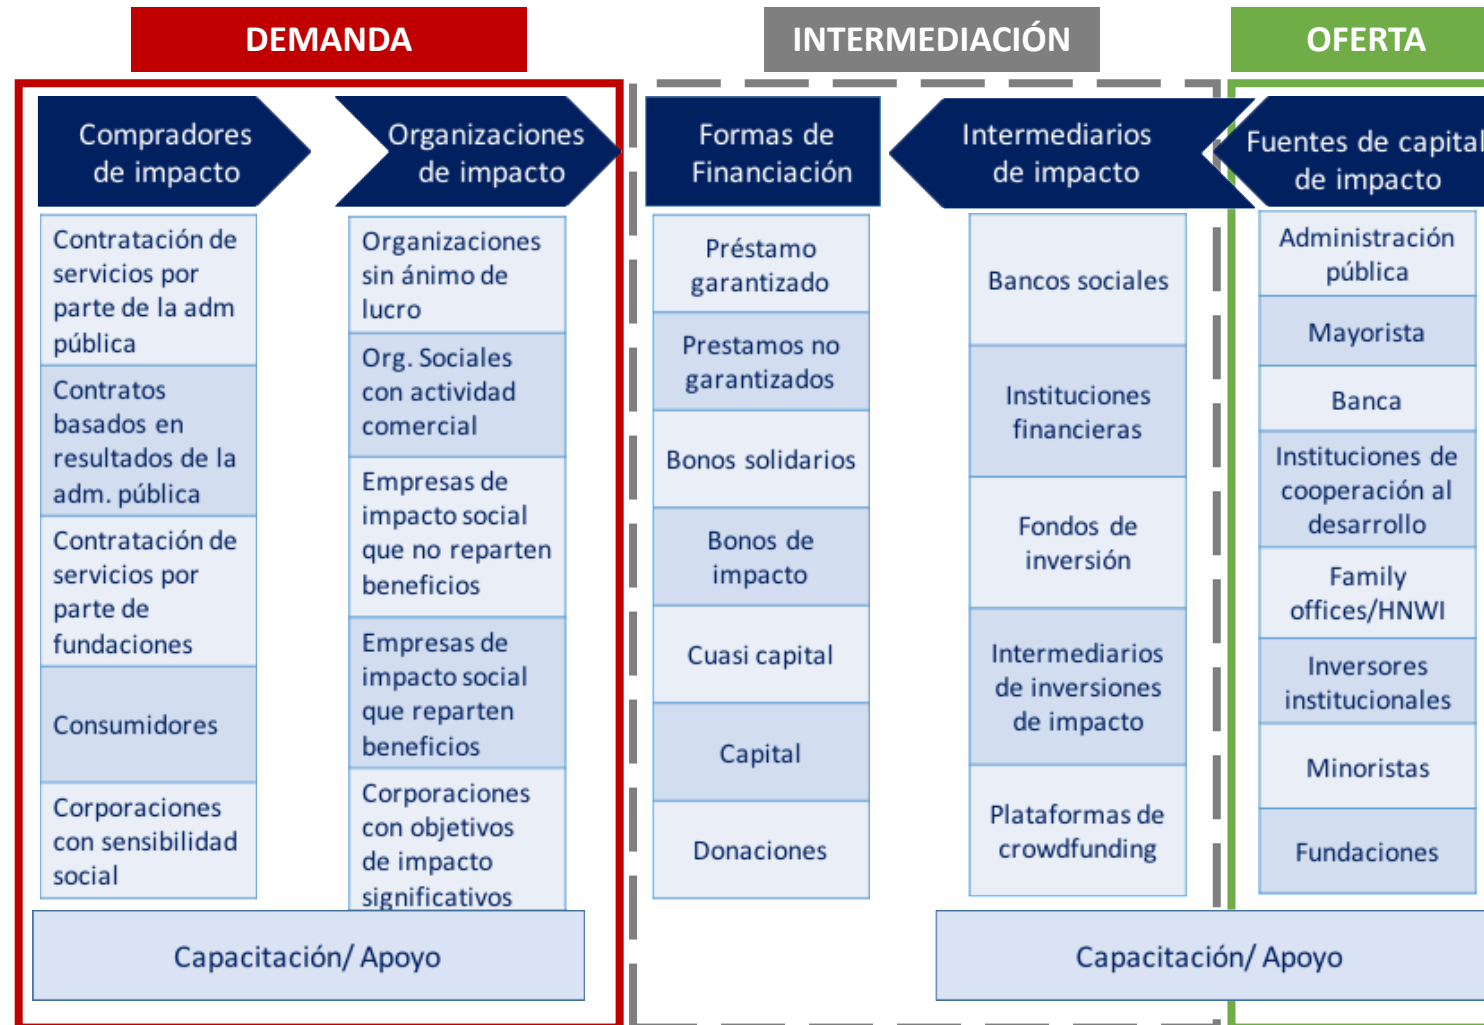 DEMANDA
INTERMEDIACIÓN
OFERTA
Compradores
de impacto
Organizaciones
de impacto
Formas de
Financiación
Intermediarios
de impacto
Fuentes de capital
de impacto
Contratación de
servicios por
parte de la adm
pública
Contratos
basados en
resultados de la
adm. pública
Contratación de
servicios por
parte de
fundaciones
Consumidores
Corporaciones
con sensibilidad
social
Organizaciones
sin ánimo de
lucro
Org. Sociales
con actividad
comercial
Empresas de
impacto social
que no reparten
beneficios
Empresas de
impacto social
que reparten
beneficios
Corporaciones
con objetivos
de impacto
significativos
Préstamo
garantizado
Prestamos no
garantizados
Bonos solidarios
Bonos de
impacto
Cuasi capital
Capital
Donaciones
Bancos sociales
Instituciones
financieras
Fondos de
inversión
Intermediarios
de inversiones
de impacto
Plataformas de
crowdfunding
Administración
pública
Mayorista
Banca
Instituciones de
cooperación al
desarrollo
Family
offices/HNWI
Inversores
institucionales
Minoristas
Fundaciones
Capacitación/ Apoyo
Capacitación/ Apoyo